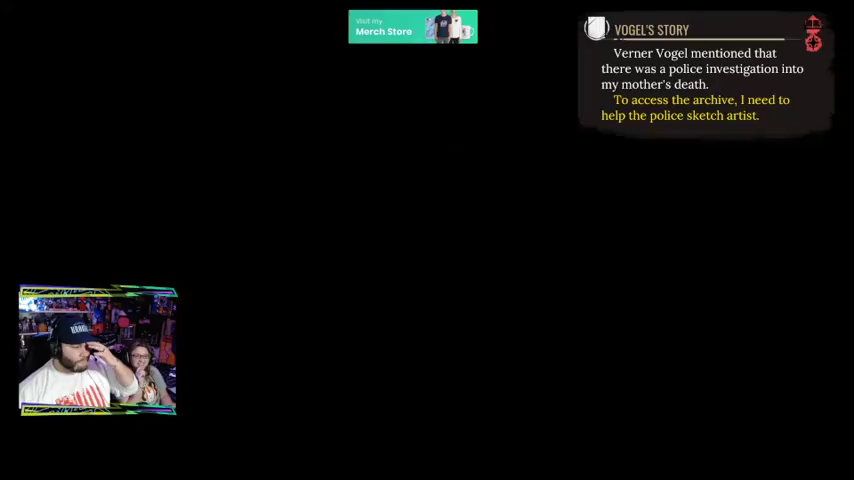 Visit my
Merch Store
VOGEL'S STORY
Verner Vogel mentioned that
there was a police investigation into
my mother's death.
To access the archive, I need to
help the police sketch artist.